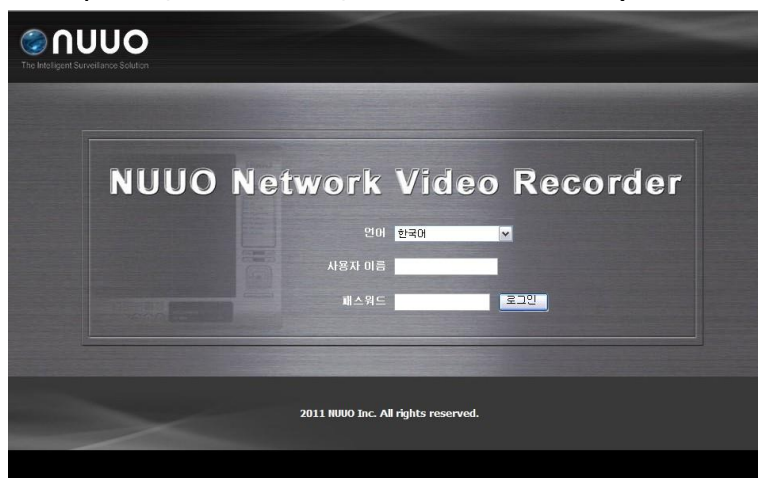 nuuo
The Intelligent Surveillance Solution
NUUO Network Video Recorder
언어 한국어
사용자 이름
패스워드 로그인
2011 NUUO Inc. All rights reserved.